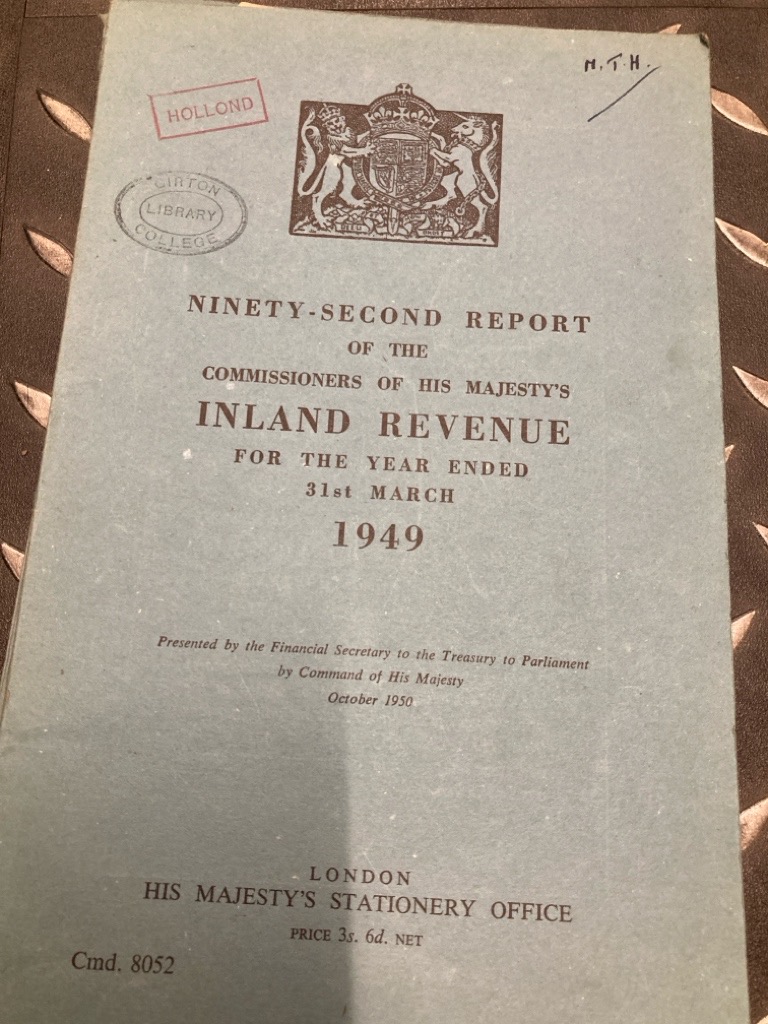 N.T.H.
HOLLOND
GIRTON
LIBRARY
COLLEGE
DIEU
NINETY-SECOND REPORT
OF THE
COMMISSIONERS OF HIS MAJESTY'S
INLAND REVENUE
FOR THE YEAR ENDED
31st MARCH
1949
Presented by the Financial Secretary to the Treasury to Parliament
by Command of His Majesty
October 1950
LONDON
HIS MAJESTY'S STATIONERY OFFICE
PRICE 3s. 6d. NET
Cmd. 8052